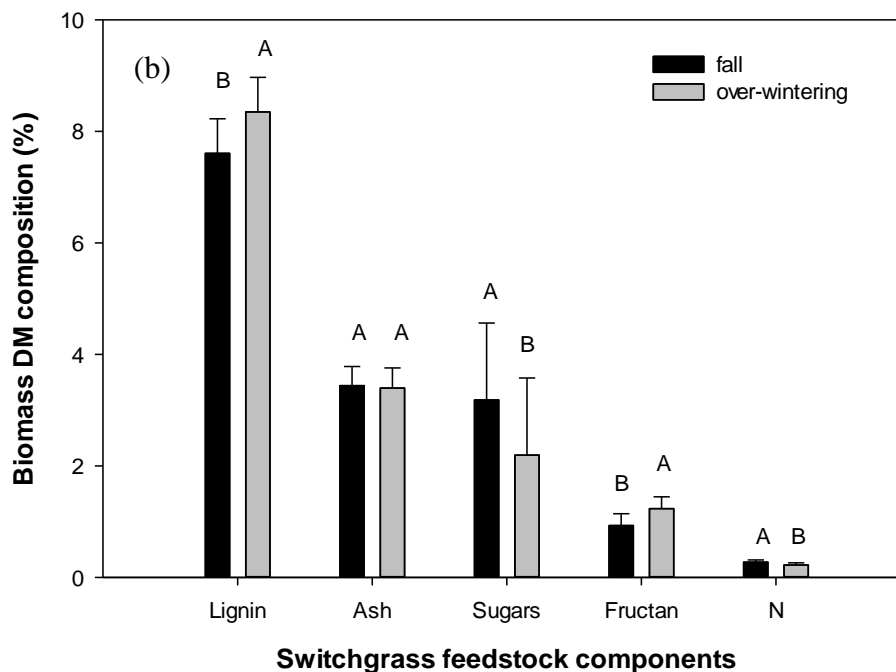 (b)
fall
over-wintering
Biomass DM composition (%)
10
8
6
4
2
0
B A
A A
A B
B A
A B
Lignin Ash Sugars Fructan N
Switchgrass feedstock components